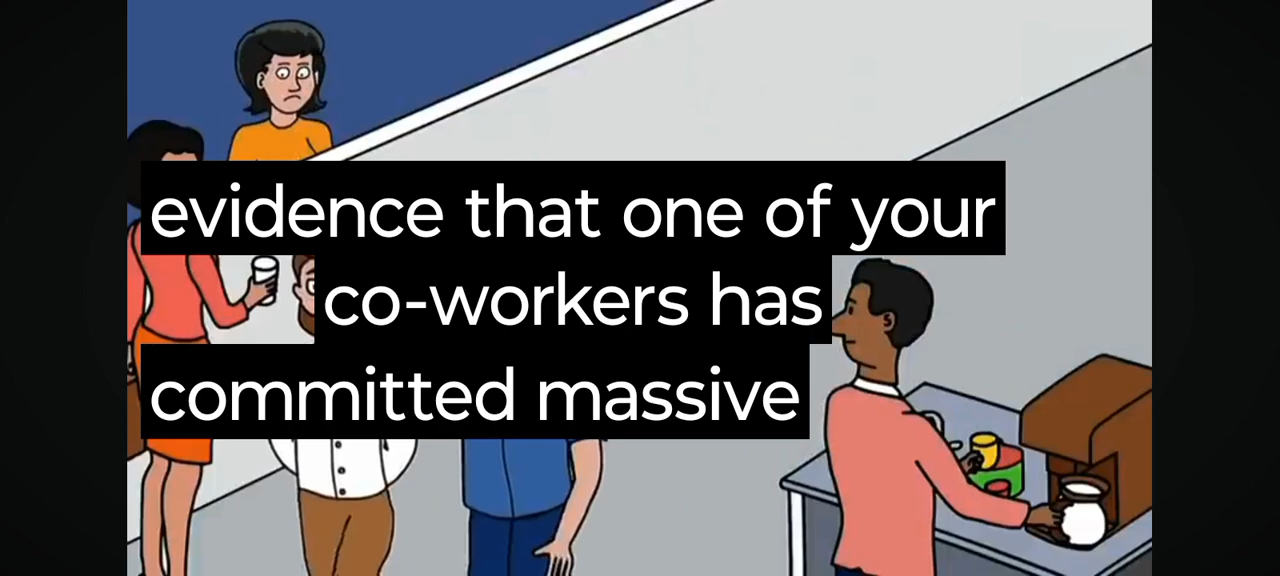 evidence that one of your
co-workers has
committed massive